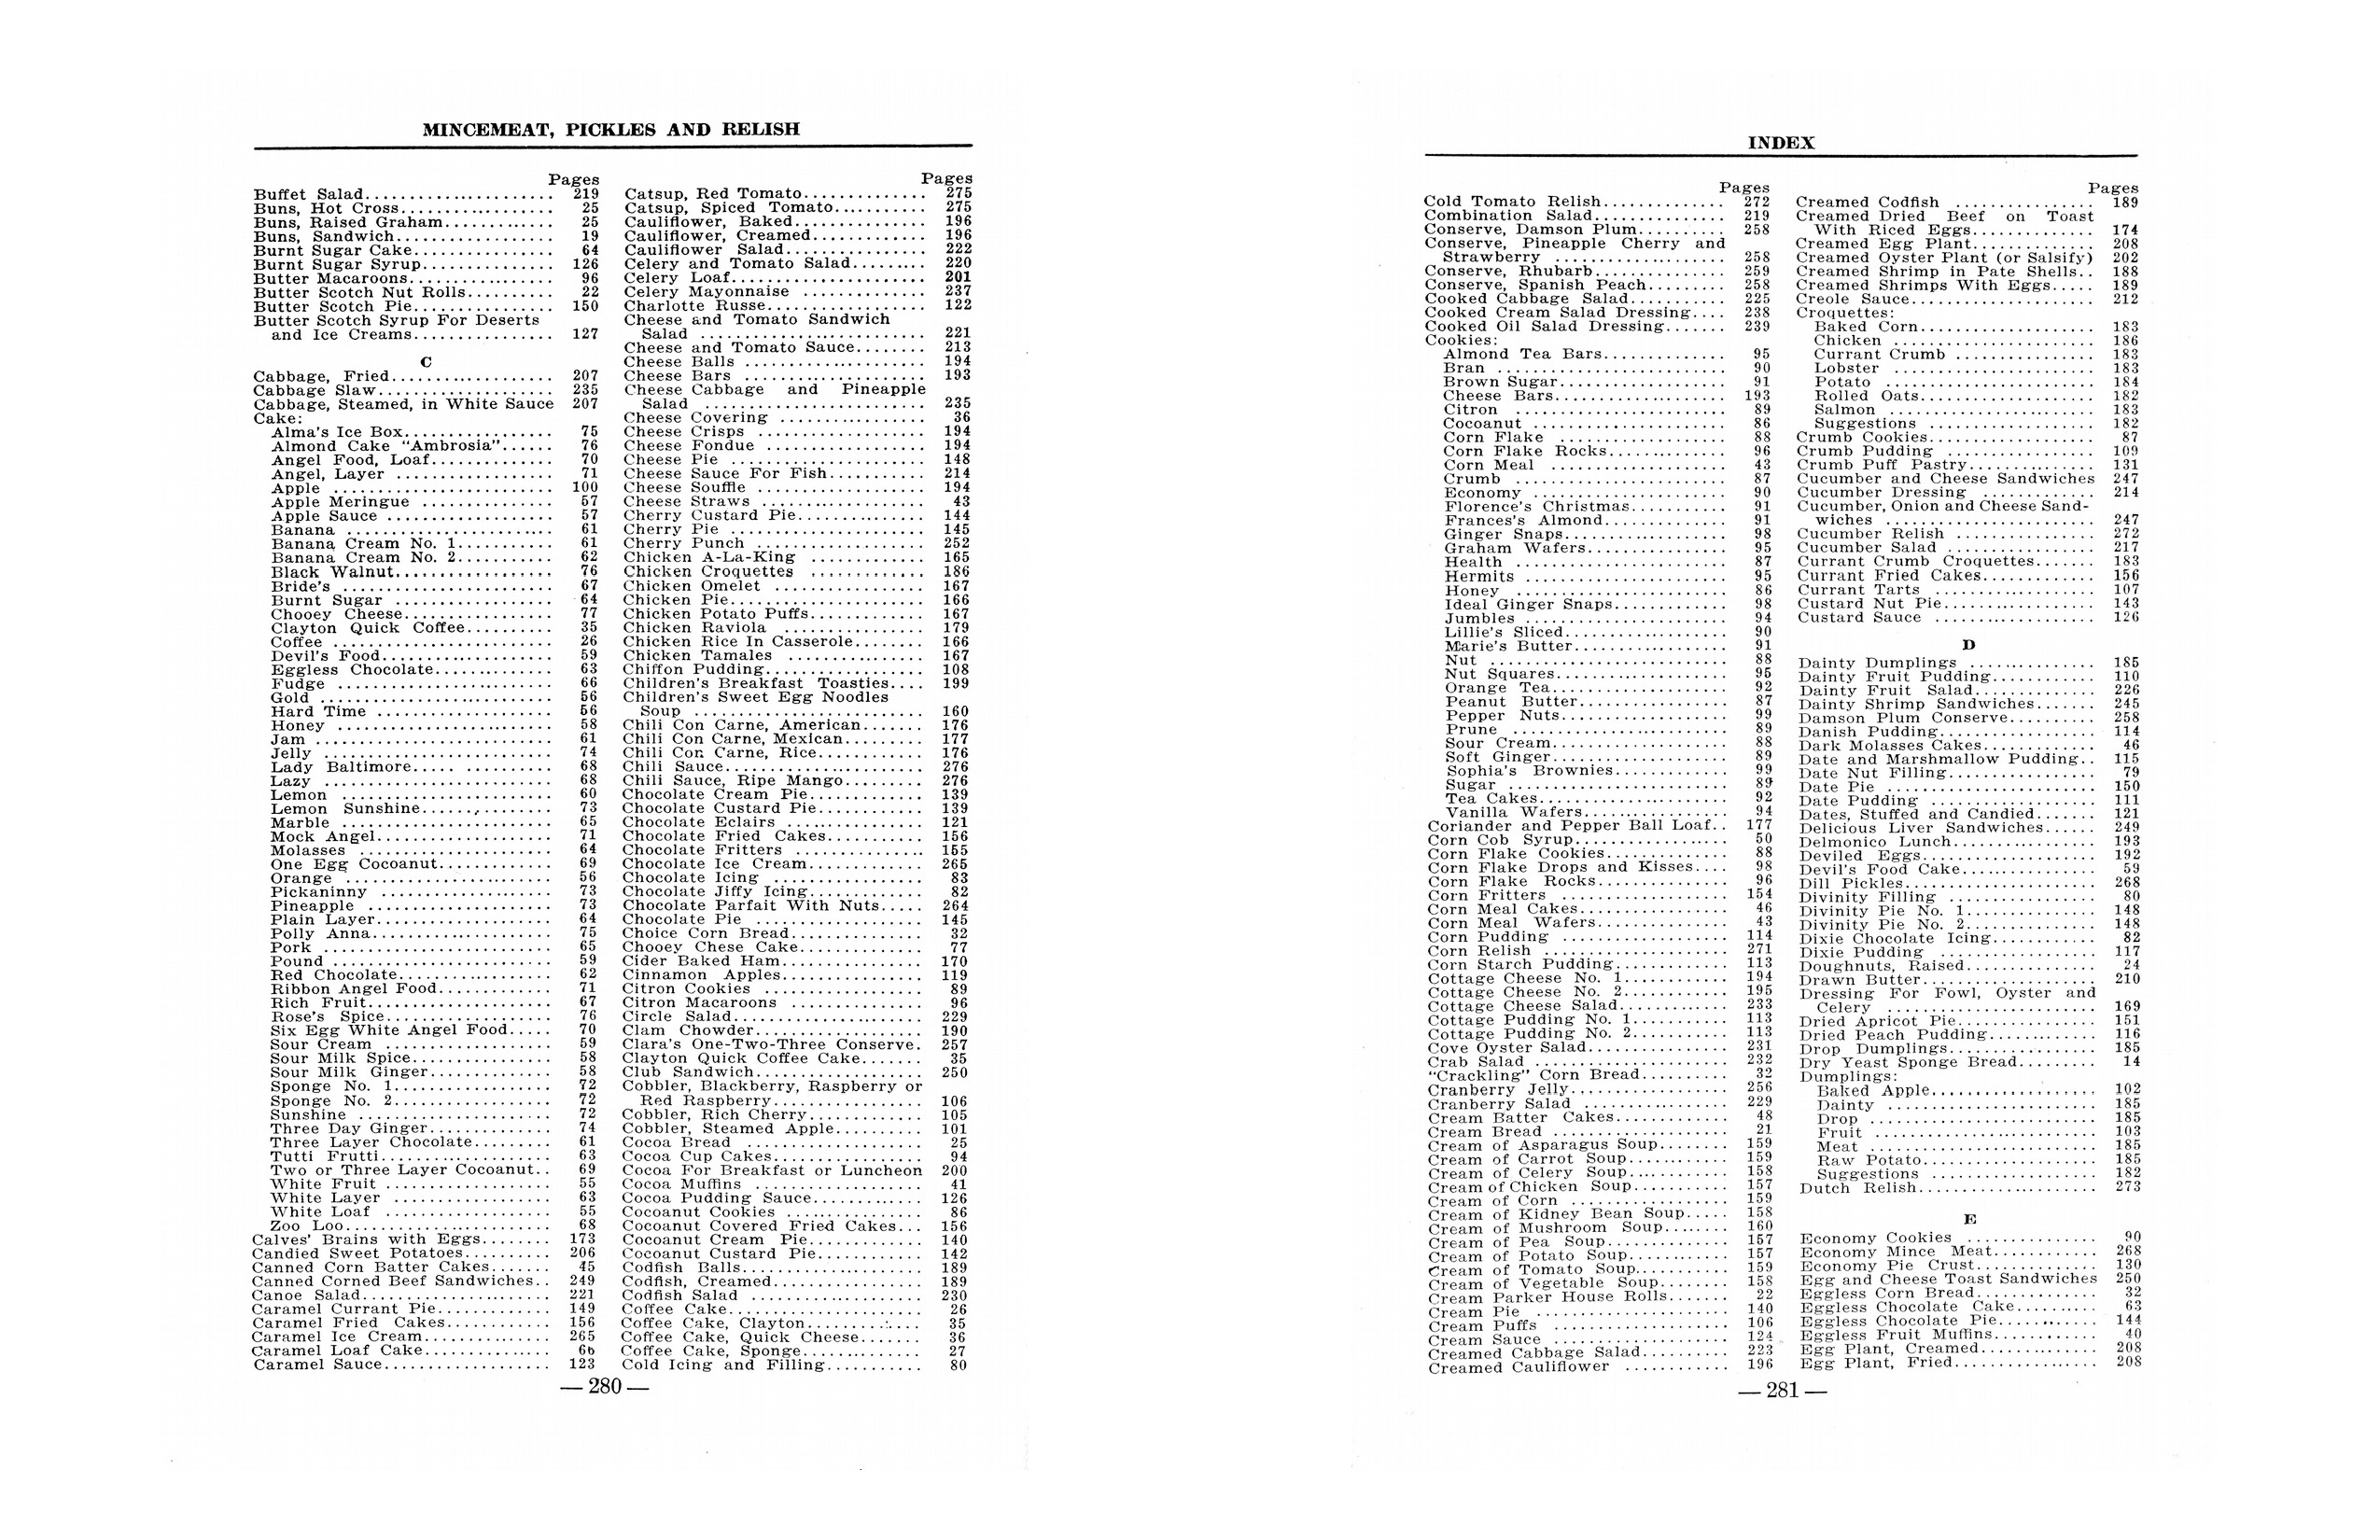 MINCEMEAT, PICKLES AND RELISH
Pages
Buffet Salad..................... 219
Buns, Hot Cross................. 25
Buns, Raised Graham............ 25
Buns, Sandwich.................. 19
Burnt Sugar Cake............... 64
Burnt Sugar Syrup.............. 126
Butter Macaroons................ 96
Butter Scotch Nut Rolls.......... 22
Butter Scotch Pie................ 150
Butter Scotch Syrup For Deserts
and Ice Creams................ 127
C
Cabbage, Fried.................. 207
Cabbage Slaw.................... 235
Cabbage, Steamed, in White Sauce 207
Cake:
Alma's Ice Box................. 75
Almond Cake "Ambrosia"...... 76
Angel Food, Loaf.............. 70
Angel, Layer ................. 71
Apple ........................ 100
Apple Meringue .............. 57
Apple Sauce .................. 57
Banana ....................... 61
Banana Cream No. 1........... 61
Banana Cream No. 2........... 62
Black Walnut................. 76
Bride's ....................... 67
Burnt Sugar .................. 64
Chooey Cheese................ 77
Clayton Quick Coffee.......... 35
Coffee ........................ 26
Devil's Food................... 59
Eggless Chocolate............. 63
Fudge ........................ 66
Gold .......................... 56
Hard Time ................... 56
Honey ........................ 58
Jam .......................... 61
Jelly .......................... 74
Lady Baltimore..... .......... 68
Lazy ......................... 68
Lemon ....................... 60
Lemon Sunshine.............. 73
Marble ....................... 65
Mock Angel................... 71
Molasses ..................... 64
One Egg Cocoanut............ 69
Orange ....................... 56
Pickaninny ................... 73
Pineapple .................... 73
Plain Layer................... 64
Polly Anna.................... 75
Pork ......................... 65
Pound ........................ 59
Red Chocolate................. 62
Ribbon Angel Food............ 71
Rich Fruit.................... 67
Rose's Spice.................. 76
Six Egg White Angel Food..... 70
Sour Cream .................. 59
Sour Milk Spice............... 58
Sour Milk Ginger............. 58
Sponge No. 1................. 72
Sponge No. 2................. 72
Sunshine ..................... 72
Three Day Ginger............. 74
Three Layer Chocolate......... 61
Tutti Frutti................... 63
Two or Three Layer Cocoanut.. 69
White Fruit .................. 55
White Layer ................. 63
White Loaf .................. 55
Zoo Loo....................... 68
Calves' Brains with Eggs........ 173
Candied Sweet Potatoes.......... 206
Canned Corn Batter Cakes....... 45
Canned Corned Beef Sandwiches.. 249
Canoe Salad...................... 221
Caramel Currant Pie............. 149
Caramel Fried Cakes............ 156
Caramel Ice Cream.............. 265
Caramel Loaf Cake.............. 66
Caramel Sauce................... 123
Pages
Catsup, Red Tomato.............. 275
Catsup, Spiced Tomato........... 275
Cauliflower, Baked............... 196
Cauliflower, Creamed............. 196
Cauliflower Salad................. 222
Celery and Tomato Salad......... 220
Celery Loaf....................... 201
Celery Mayonnaise .............. 237
Charlotte Russe.................. 122
Cheese and Tomato Sandwich
Salad ......................... 221
Cheese and Tomato Sauce........ 213
Cheese Balls .................... 194
Cheese Bars .................... 193
Cheese Cabbage and Pineapple
Salad ......................... 235
Cheese Covering ................ 36
Cheese Crisps ................... 194
Cheese Fondue .................. 194
Cheese Pie ...................... 148
Cheese Sauce For Fish........... 214
Cheese Souffle ................... 194
Cheese Straws .................. 43
Cherry Custard Pie.............. 144
Cherry Pie ...................... 145
Cherry Punch ................... 252
Chicken A-La-King .............. 165
Chicken Croquettes ............. 186
Chicken Omelet ................. 167
Chicken Pie...................... 166
Chicken Potato Puffs............. 167
Chicken Raviola ................ 179
Chicken Rice In Casserole........ 166
Chicken Tamales ................ 167
Chiffon Pudding.................. 108
Children's Breakfast Toasties.... 199
Children's Sweet Egg Noodles
Soup .......................... 160
Chili Con Carne, American....... 176
Chili Con Carne, Mexican......... 177
Chili Con Carne, Rice............ 176
Chili Sauce...................... 276
Chili Sauce, Ripe Mango......... 276
Chocolate Cream Pie............. 139
Chocolate Custard Pie............ 139
Chocolate Eclairs ............... 121
Chocolate Fried Cakes........... 156
Chocolate Fritters ............... 155
Chocolate Ice Cream............. 265
Chocolate Icing ................. 83
Chocolate Jiffy Icing............. 82
Chocolate Parfait With Nuts..... 264
Chocolate Pie ................... 145
Choice Corn Bread............... 32
Chooey Chese Cake.............. 77
Cider Baked Ham................ 170
Cinnamon Apples................ 119
Citron Cookies .................. 89
Citron Macaroons ............... 96
Circle Salad...................... 229
Clam Chowder................... 190
Clara's One-Two-Three Conserve. 257
Clayton Quick Coffee Cake....... 35
Club Sandwich................... 250
Cobbler, Blackberry, Raspberry or
Red Raspberry................. 106
Cobbler, Rich Cherry............. 105
Cobbler, Steamed Apple.......... 101
Cocoa Bread .................... 25
Cocoa Cup Cakes................. 94
Cocoa For Breakfast or Luncheon 200
Cocoa Muffins ................... 41
Cocoa Pudding Sauce............. 126
Cocoanut Cookies ............... 86
Cocoanut Covered Fried Cakes... 156
Cocoanut Cream Pie............. 140
Cocoanut Custard Pie............ 142
Codfish Balls..................... 189
Codfish, Creamed................. 189
Codfish Salad ................... 230
Coffee Cake...................... 26
Coffee Cake, Clayton............. 35
Coffee Cake, Quick Cheese....... 36
Coffee Cake, Sponge.............. 27
Cold Icing and Filling........... 80
— 280 —
INDEX
Pages
Cold Tomato Relish.............. 272
Combination Salad............... 219
Conserve, Damson Plum.......... 258
Conserve, Pineapple Cherry and
Strawberry ................... 258
Conserve, Rhubarb............... 259
Conserve, Spanish Peach......... 258
Cooked Cabbage Salad........... 225
Cooked Cream Salad Dressing.... 238
Cooked Oil Salad Dressing....... 239
Cookies:
Almond Tea Bars.............. 95
Bran .......................... 90
Brown Sugar................... 91
Cheese Bars................... 193
Citron ........................ 89
Cocoanut ..................... 86
Corn Flake ................... 88
Corn Flake Rocks............. 96
Corn Meal .................... 43
Crumb ........................ 87
Economy ...................... 90
Florence's Christmas........... 91
Frances's Almond.............. 91
Ginger Snaps................... 98
Graham Wafers................ 95
Health ........................ 87
Hermits ....................... 95
Honey ........................ 86
Ideal Ginger Snaps............. 98
Jumbles ....................... 94
Lillie's Sliced................... 90
Marie's Butter................. 91
Nut ........................... 88
Nut Squares................... 95
Orange Tea.................... 92
Peanut Butter................. 87
Pepper Nuts................... 99
Prune ........................ 89
Sour Cream.................... 88
Soft Ginger.................... 89
Sophia's Brownies............. 99
Sugar ......................... 89
Tea Cakes..................... 92
Vanilla Wafers................. 94
Coriander and Pepper Ball Loaf.. 177
Corn Cob Syrup.................. 50
Corn Flake Cookies.............. 88
Corn Flake Drops and Kisses.... 98
Corn Flake Rocks............... 96
Corn Fritters ................... 154
Corn Meal Cakes................. 46
Corn Meal Wafers............... 43
Corn Pudding ................... 114
Corn Relish ..................... 271
Corn Starch Pudding............. 113
Cottage Cheese No. 1............ 194
Cottage Cheese No. 2............ 195
Cottage Cheese Salad............ 233
Cottage Pudding No. 1........... 113
Cottage Pudding No. 2........... 113
Cove Oyster Salad................ 231
Crab Salad ...................... 232
"Crackling" Corn Bread.......... 32
Cranberry Jelly.................. 256
Cranberry Salad ................ 229
Cream Batter Cakes............. 48
Cream Bread .................... 21
Cream of Asparagus Soup........ 159
Cream of Carrot Soup............ 159
Cream of Celery Soup............ 158
Cream of Chicken Soup........... 157
Cream of Corn .................. 159
Cream of Kidney Bean Soup..... 158
Cream of Mushroom Soup........ 160
Cream of Pea Soup.............. 157
Cream of Potato Soup............ 157
Cream of Tomato Soup........... 159
Cream of Vegetable Soup........ 158
Cream Parker House Rolls....... 22
Cream Pie ...................... 140
Cream Puffs .................... 106
Cream Sauce .................... 124
Creamed Cabbage Salad.......... 223
Creamed Cauliflower ............ 196
Pages
Creamed Codfish ................ 189
Creamed Dried Beef on Toast
With Riced Eggs.............. 174
Creamed Egg Plant.............. 208
Creamed Oyster Plant (or Salsify) 202
Creamed Shrimp in Pate Shells.. 188
Creamed Shrimps With Eggs..... 189
Creole Sauce..................... 212
Croquettes:
Baked Corn.................... 183
Chicken ....................... 186
Currant Crumb ................ 183
Lobster ....................... 183
Potato ........................ 184
Rolled Oats.................... 182
Salmon ....................... 183
Suggestions ................... 182
Crumb Cookies................... 87
Crumb Pudding ................. 109
Crumb Puff Pastry.............. 131
Cucumber and Cheese Sandwiches 247
Cucumber Dressing ............. 214
Cucumber, Onion and Cheese Sand-
wiches ........................ 247
Cucumber Relish ................ 272
Cucumber Salad ................. 217
Currant Crumb Croquettes....... 183
Currant Fried Cakes............. 156
Currant Tarts ................... 107
Custard Nut Pie.................. 143
Custard Sauce ................... 126
D
Dainty Dumplings ............... 185
Dainty Fruit Pudding............ 110
Dainty Fruit Salad.............. 226
Dainty Shrimp Sandwiches....... 245
Damson Plum Conserve.......... 258
Danish Pudding.................. 114
Dark Molasses Cakes............. 46
Date and Marshmallow Pudding.. 115
Date Nut Filling................. 79
Date Pie ........................ 150
Date Pudding ................... 111
Dates, Stuffed and Candied....... 121
Delicious Liver Sandwiches...... 249
Delmonico Lunch................. 193
Deviled Eggs.................... 192
Devil's Food Cake................ 59
Dill Pickles....................... 268
Divinity Filling ................. 80
Divinity Pie No. 1............... 148
Divinity Pie No. 2............... 148
Dixie Chocolate Icing............ 82
Dixie Pudding .................. 117
Doughnuts, Raised............... 24
Drawn Butter.................... 210
Dressing For Fowl, Oyster and
Celery ........................ 169
Dried Apricot Pie................ 151
Dried Peach Pudding............ 116
Drop Dumplings................. 185
Dry Yeast Sponge Bread......... 14
Dumplings:
Baked Apple................... 102
Dainty ........................ 185
Drop .......................... 185
Fruit ......................... 103
Meat .......................... 185
Raw Potato.................... 185
Suggestions ................... 182
Dutch Relish..................... 273
E
Economy Cookies ............... 90
Economy Mince Meat............ 268
Economy Pie Crust.............. 130
Egg and Cheese Toast Sandwiches 250
Eggless Corn Bread.............. 32
Eggless Chocolate Cake.......... 63
Eggless Chocolate Pie........... 144
Eggless Fruit Muffins............ 40
Egg Plant, Creamed.............. 208
Egg Plant, Fried................. 208
— 281 —